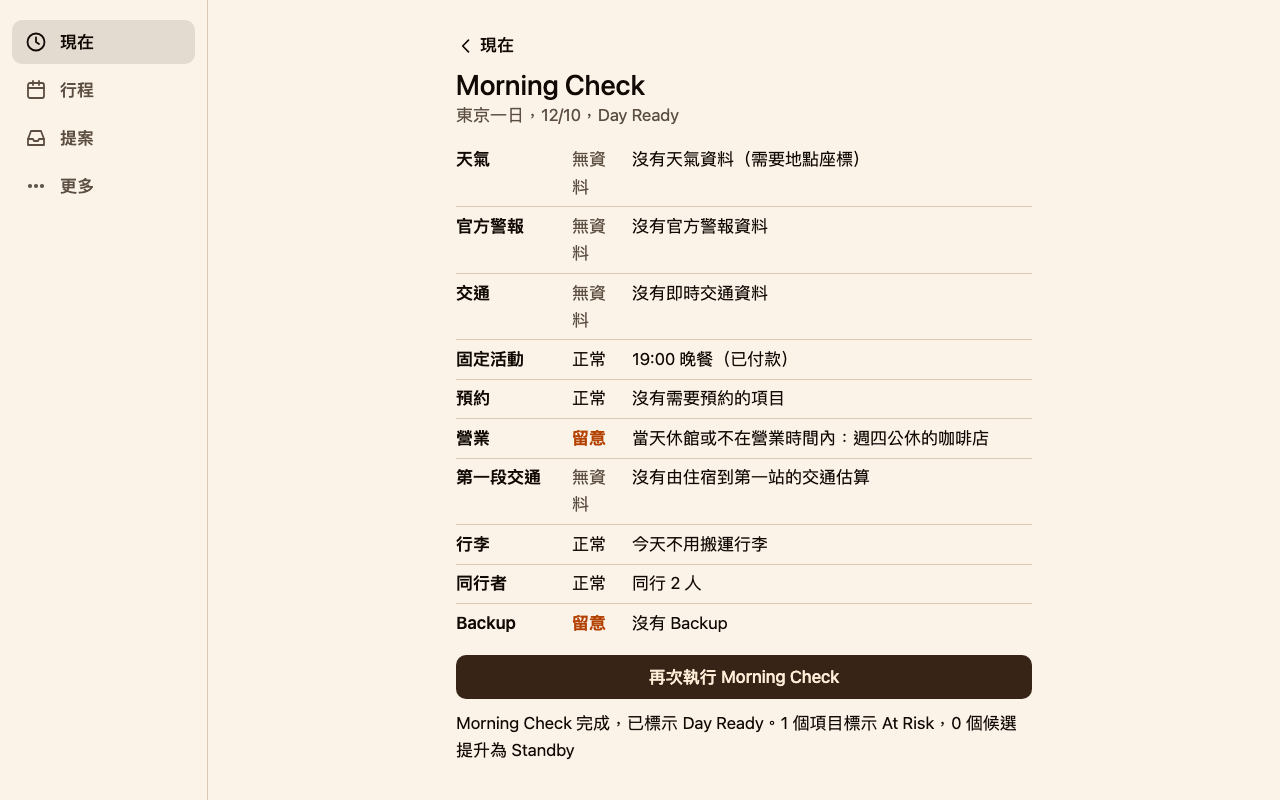 現在
行程
提案
更多
現在
Morning Check
東京一日，12/10，Day Ready
天氣 無資料 沒有天氣資料（需要地點座標）
官方警報 無資料 沒有官方警報資料
交通 無資料 沒有即時交通資料
固定活動 正常 19:00 晚餐（已付款）
預約 正常 沒有需要預約的項目
營業 留意 當天休館或不在營業時間內：週四公休的咖啡店
第一段交通 無資料 沒有由住宿到第一站的交通估算
行李 正常 今天不用搬運行李
同行者 正常 同行 2 人
Backup 留意 沒有 Backup
再次執行 Morning Check
Morning Check 完成，已標示 Day Ready。1 個項目標示 At Risk，0 個候選
提升為 Standby